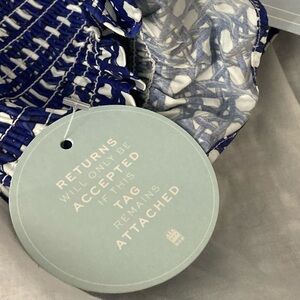 RETURNS
WILL ONLY BE
ACCEPTED
IF THIS
TAG
REMAINS
ATTACHED